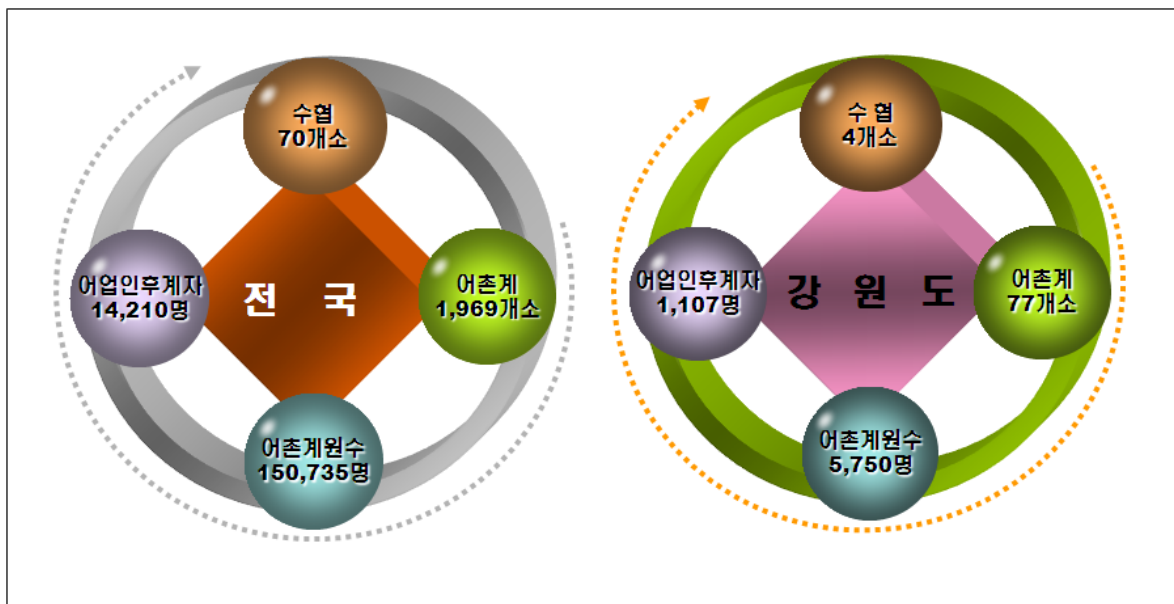 수협
70개소
어업인후계자
14,210명
전 국
어촌계
1,969개소
어촌계원수
150,735명
수 협
4개소
어업인후계자
1,107명
강 원 도
어촌계
77개소
어촌계원수
5,750명